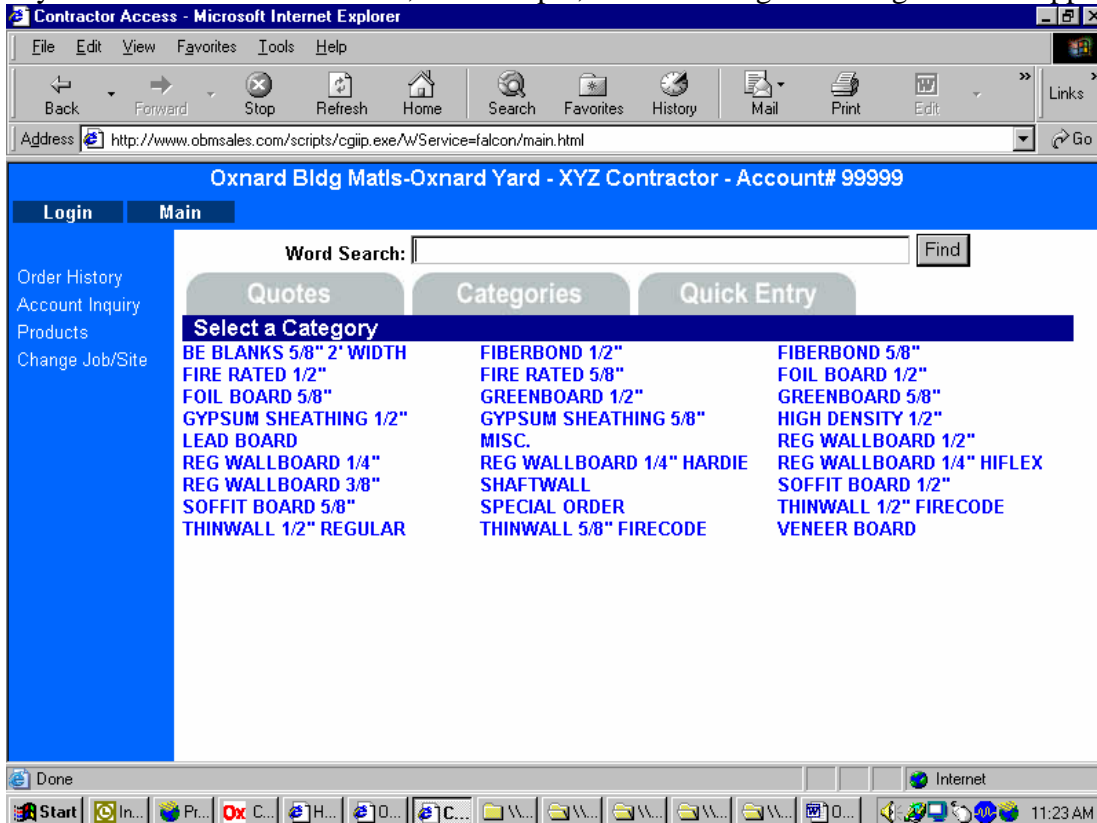 Contractor Access - Microsoft Internet Explorer
File Edit View Favorites Tools Help
Back Forward Stop Refresh Home Search Favorites History Mail Print Edit » Links »
Address http://www.obmsales.com/scripts/cgiip.exe/WService=falcon/main.html Go
Oxnard Bldg Matls-Oxnard Yard - XYZ Contractor - Account# 99999
Login Main
Word Search: Find
Order History
Account Inquiry
Products
Change Job/Site
Quotes Categories Quick Entry
Select a Category
BE BLANKS 5/8" 2' WIDTH FIBERBOND 1/2" FIBERBOND 5/8"
FIRE RATED 1/2" FIRE RATED 5/8" FOIL BOARD 1/2"
FOIL BOARD 5/8" GREENBOARD 1/2" GREENBOARD 5/8"
GYPSUM SHEATHING 1/2" GYPSUM SHEATHING 5/8" HIGH DENSITY 1/2"
LEAD BOARD MISC. REG WALLBOARD 1/2"
REG WALLBOARD 1/4" REG WALLBOARD 1/4" HARDIE REG WALLBOARD 1/4" HIFLEX
REG WALLBOARD 3/8" SHAFTWALL SOFFIT BOARD 1/2"
SOFFIT BOARD 5/8" SPECIAL ORDER THINWALL 1/2" FIRECODE
THINWALL 1/2" REGULAR THINWALL 5/8" FIRECODE VENEER BOARD
Done Internet
Start In... Pr... Ox C... H... O... C... \\... \\... \\... \\... \\... O... 11:23 AM